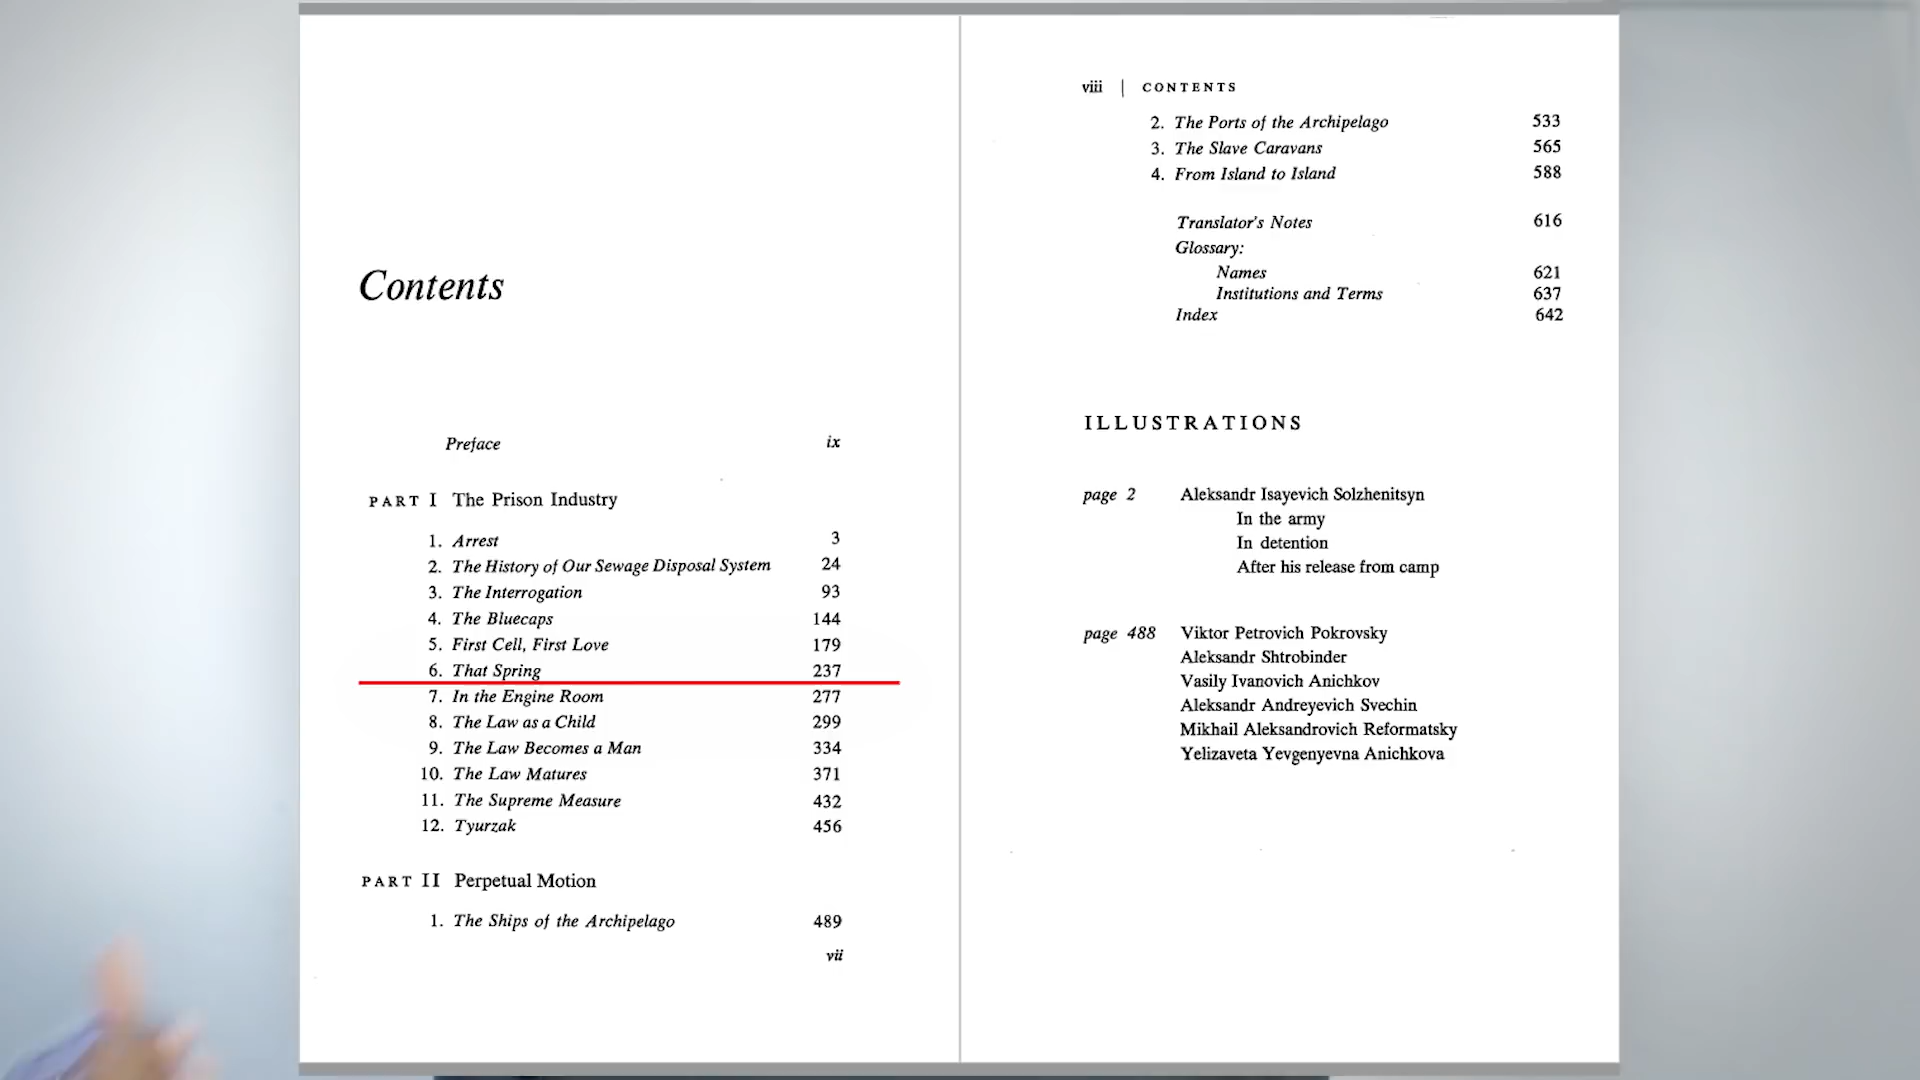 Contents
Preface ix
PART I The Prison Industry
1. Arrest 3
2. The History of Our Sewage Disposal System 24
3. The Interrogation 93
4. The Bluecaps 144
5. First Cell, First Love 179
6. That Spring 237
7. In the Engine Room 277
8. The Law as a Child 299
9. The Law Becomes a Man 334
10. The Law Matures 371
11. The Supreme Measure 432
12. Tyurzak 456
PART II Perpetual Motion
1. The Ships of the Archipelago 489
vii
viii | CONTENTS
2. The Ports of the Archipelago 533
3. The Slave Caravans 565
4. From Island to Island 588
Translator's Notes 616
Glossary:
Names 621
Institutions and Terms 637
Index 642
ILLUSTRATIONS
page 2 Aleksandr Isayevich Solzhenitsyn
In the army
In detention
After his release from camp
page 488 Viktor Petrovich Pokrovsky
Aleksandr Shtrobinder
Vasily Ivanovich Anichkov
Aleksandr Andreyevich Svechin
Mikhail Aleksandrovich Reformatsky
Yelizaveta Yevgenyevna Anichkova